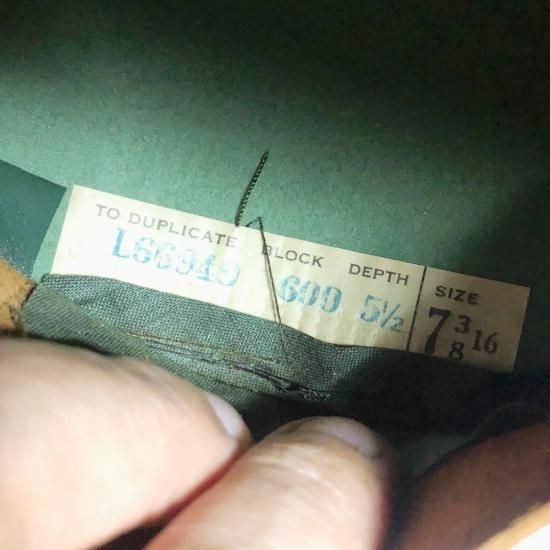 TO DUPLICATE BLOCK DEPTH SIZE
L66949 600 5½ 7 3/8 16